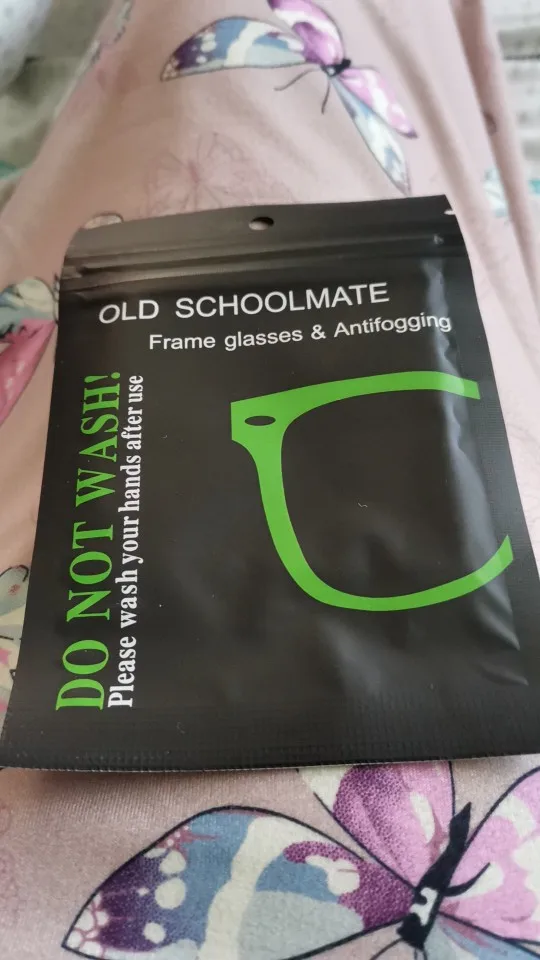 OLD SCHOOLMATE
Frame glasses & Antifogging
DO NOT WASH!
Please wash your hands after use